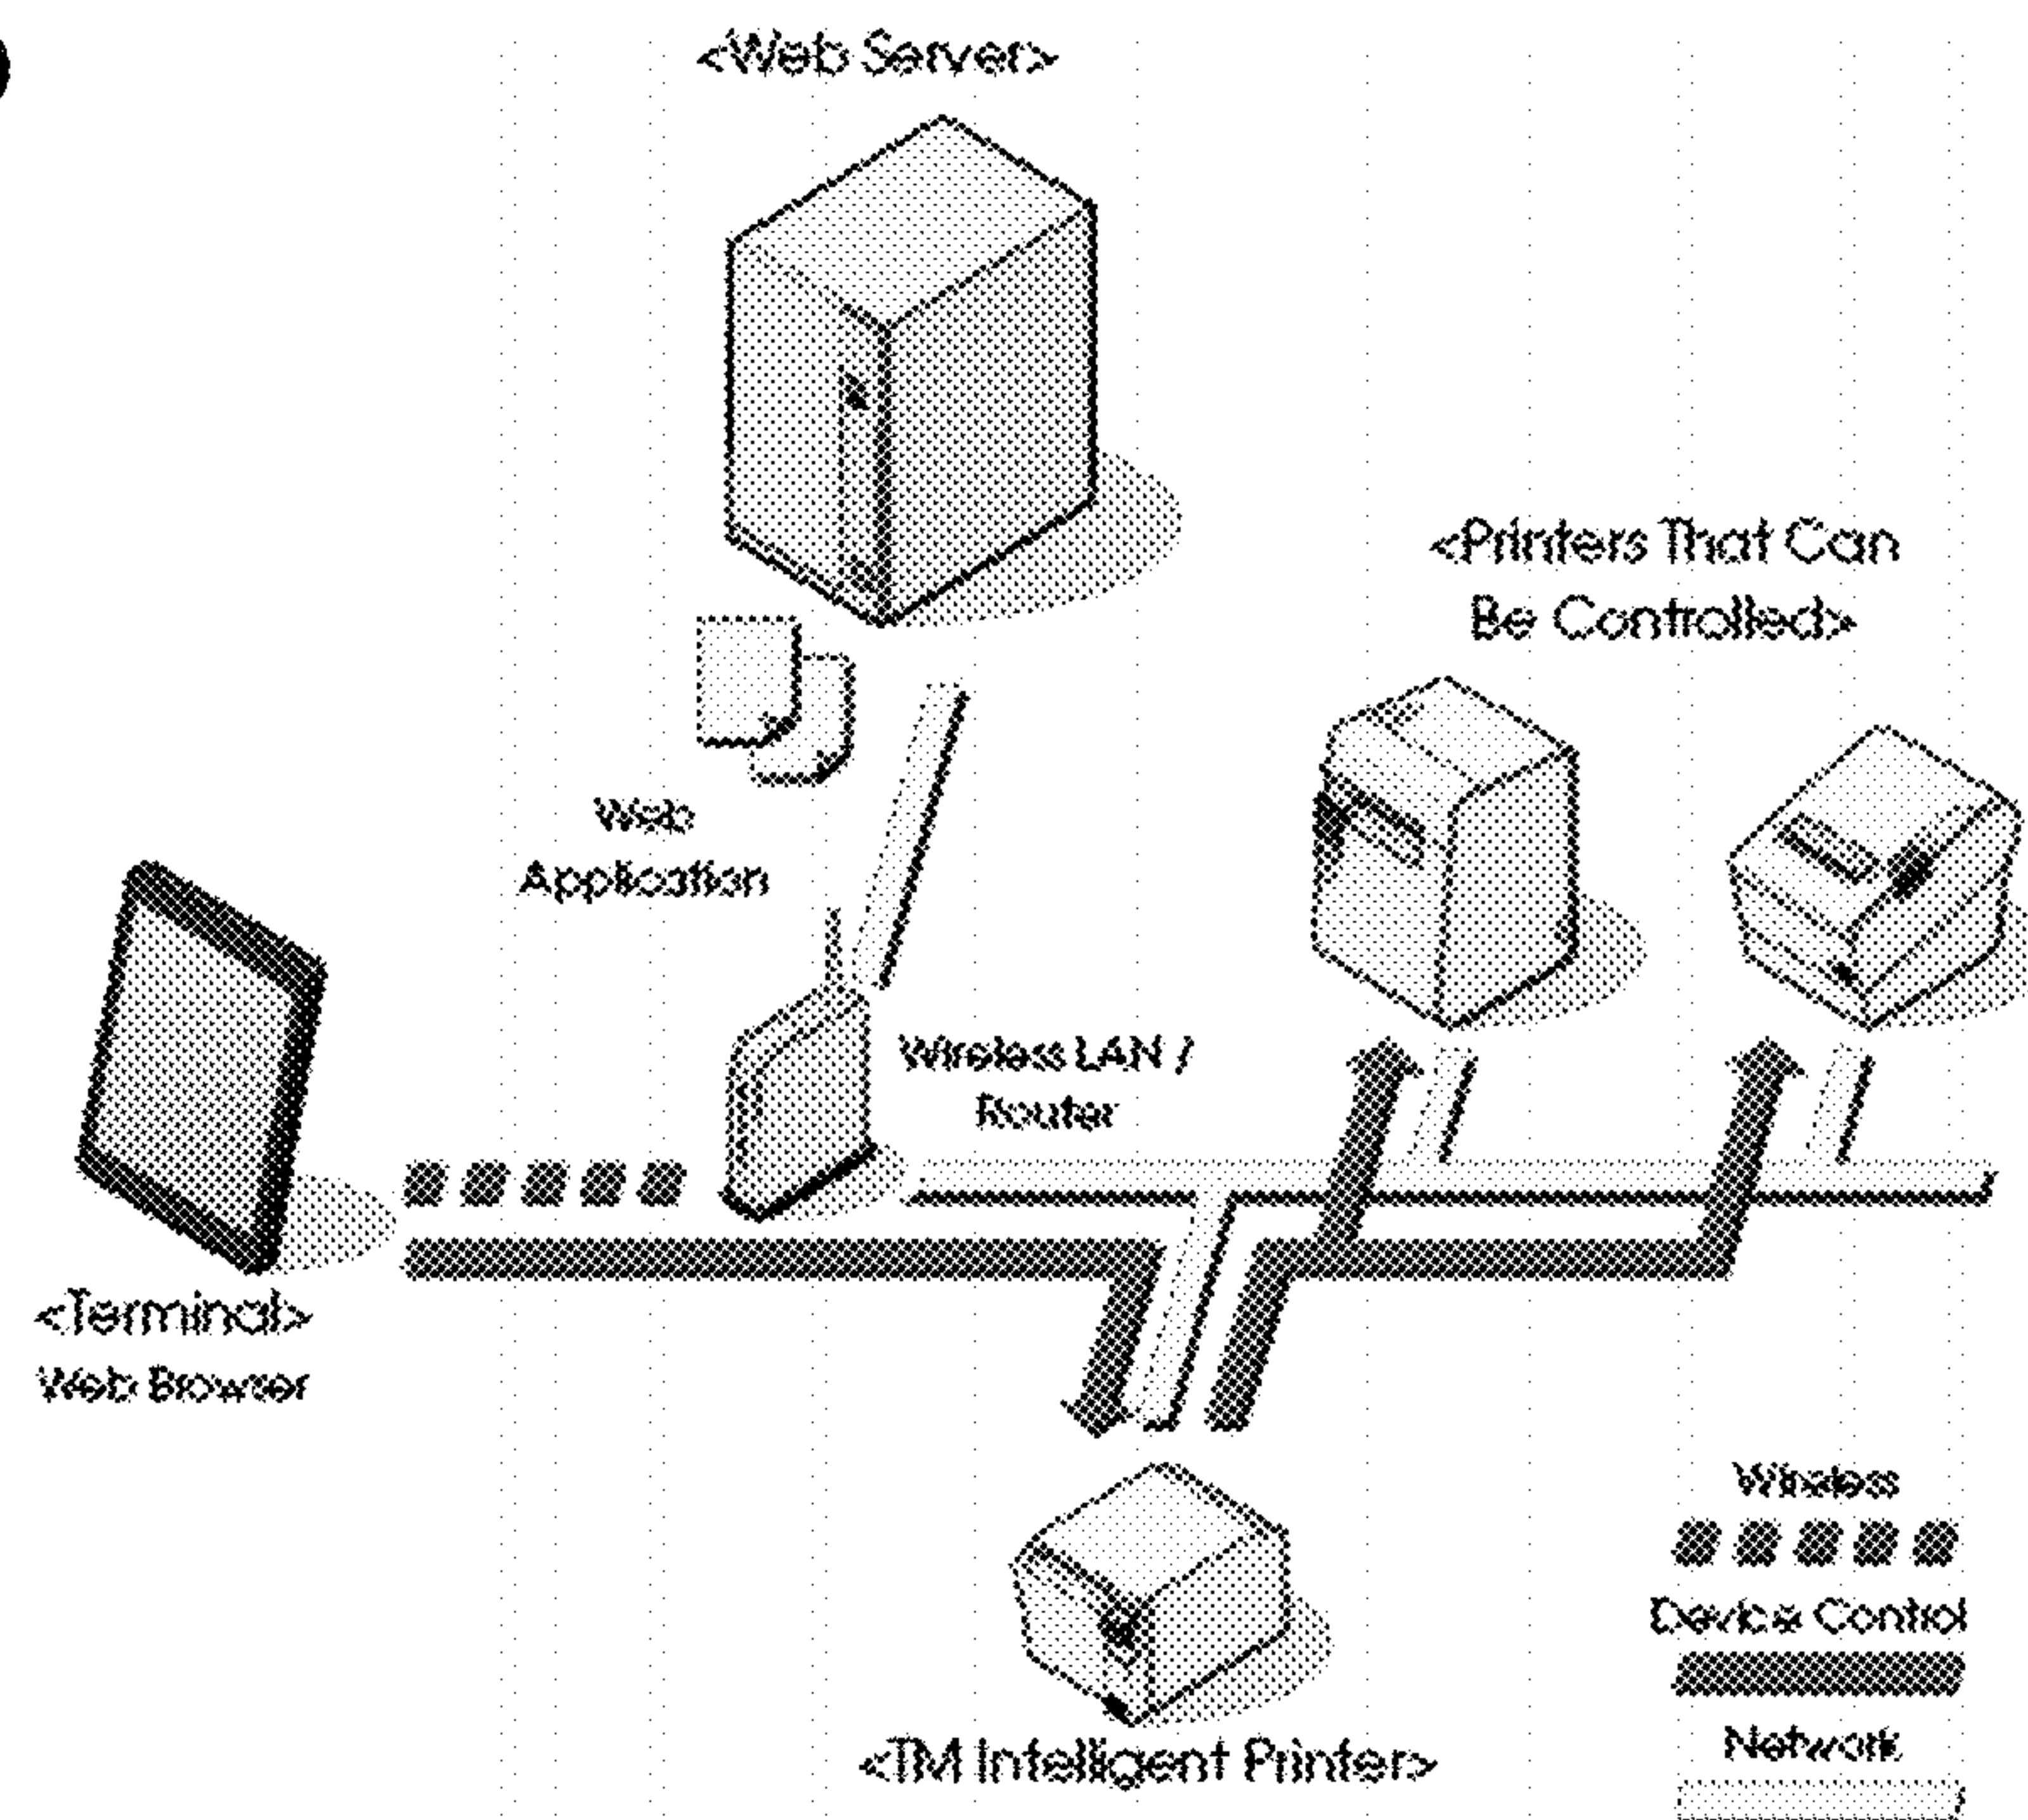 <Web Server>
<Printers That Can
Be Controlled>
Web
Application
Wireless LAN /
Router
<Terminal>
Web Browser
<TM Intelligent Printer>
Wireless
Device Control
Network